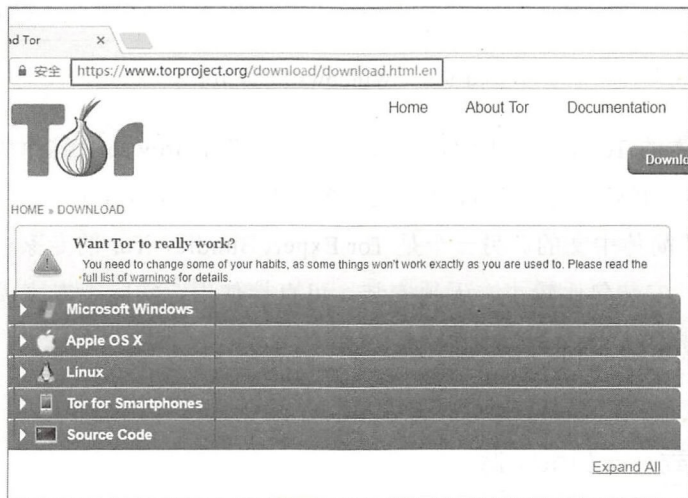 ad Tor ×
安全 https://www.torproject.org/download/download.html.en
Tor
Home About Tor Documentation
Downlo
HOME » DOWNLOAD
Want Tor to really work?
You need to change some of your habits, as some things won't work exactly as you are used to. Please read the
full list of warnings for details.
Microsoft Windows
Apple OS X
Linux
Tor for Smartphones
Source Code
Expand All